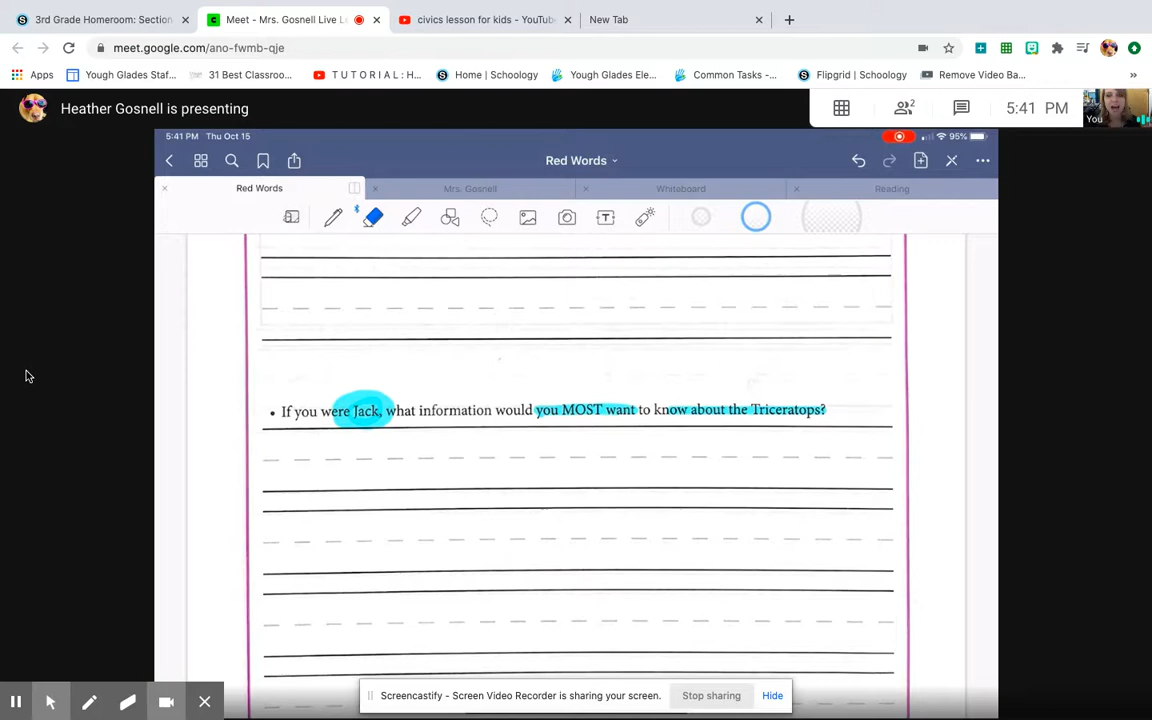 3rd Grade Homeroom: Section
Meet - Mrs. Gosnell Live L
civics lesson for kids - YouTube
New Tab
meet.google.com/ano-fwmb-qje
Apps
Yough Glades Staf...
31 Best Classroo...
T U T O R I A L : H...
Home | Schoology
Yough Glades Ele...
Common Tasks -...
Flipgrid | Schoology
Remove Video Ba...
Heather Gosnell is presenting
2
5:41 PM
You
5:41 PM Thu Oct 15
95%
Red Words
Red Words
Mrs. Gosnell
Whiteboard
Reading
• If you were Jack, what information would you MOST want to know about the Triceratops?
Screencastify - Screen Video Recorder is sharing your screen.
Stop sharing
Hide